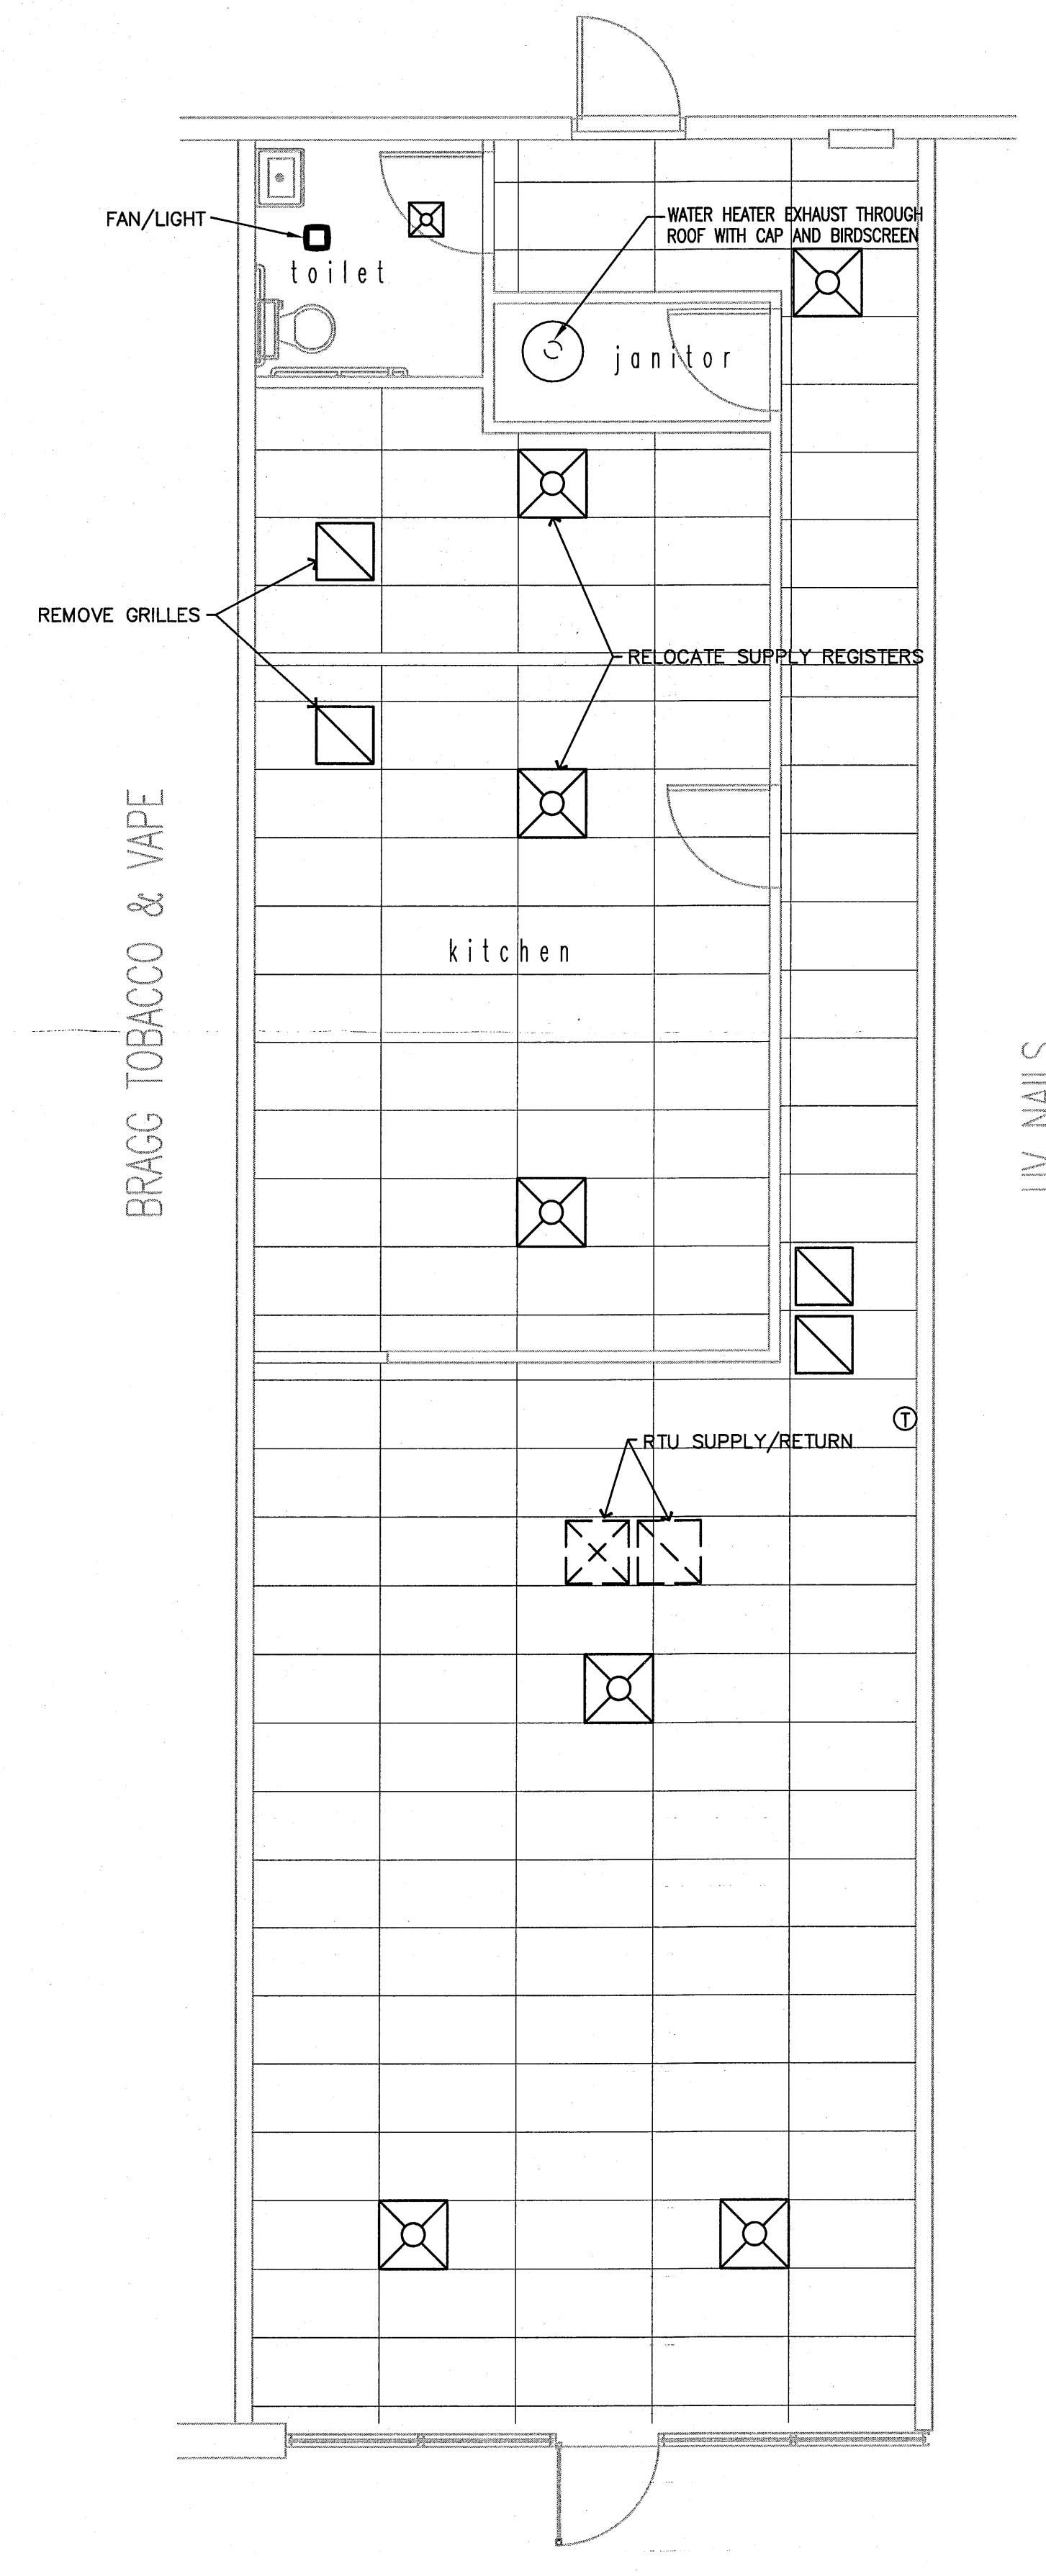 FAN/LIGHT
WATER HEATER EXHAUST THROUGH
ROOF WITH CAP AND BIRDSCREEN
toilet
janitor
REMOVE GRILLES
RELOCATE SUPPLY REGISTERS
BRAGG TOBACCO & VAPE
kitchen
NAILS
T
RTU SUPPLY/RETURN